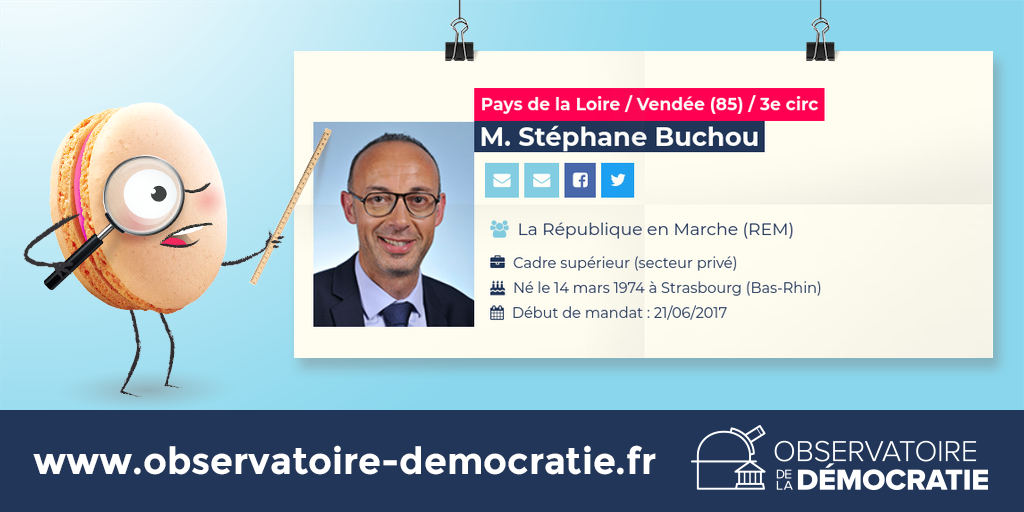 Pays de la Loire / Vendée (85) / 3e circ
M. Stéphane Buchou
La République en Marche (REM)
Cadre supérieur (secteur privé)
Né le 14 mars 1974 à Strasbourg (Bas-Rhin)
Début de mandat : 21/06/2017
www.observatoire-democratie.fr
OBSERVATOIRE
DE LA DÉMOCRATIE